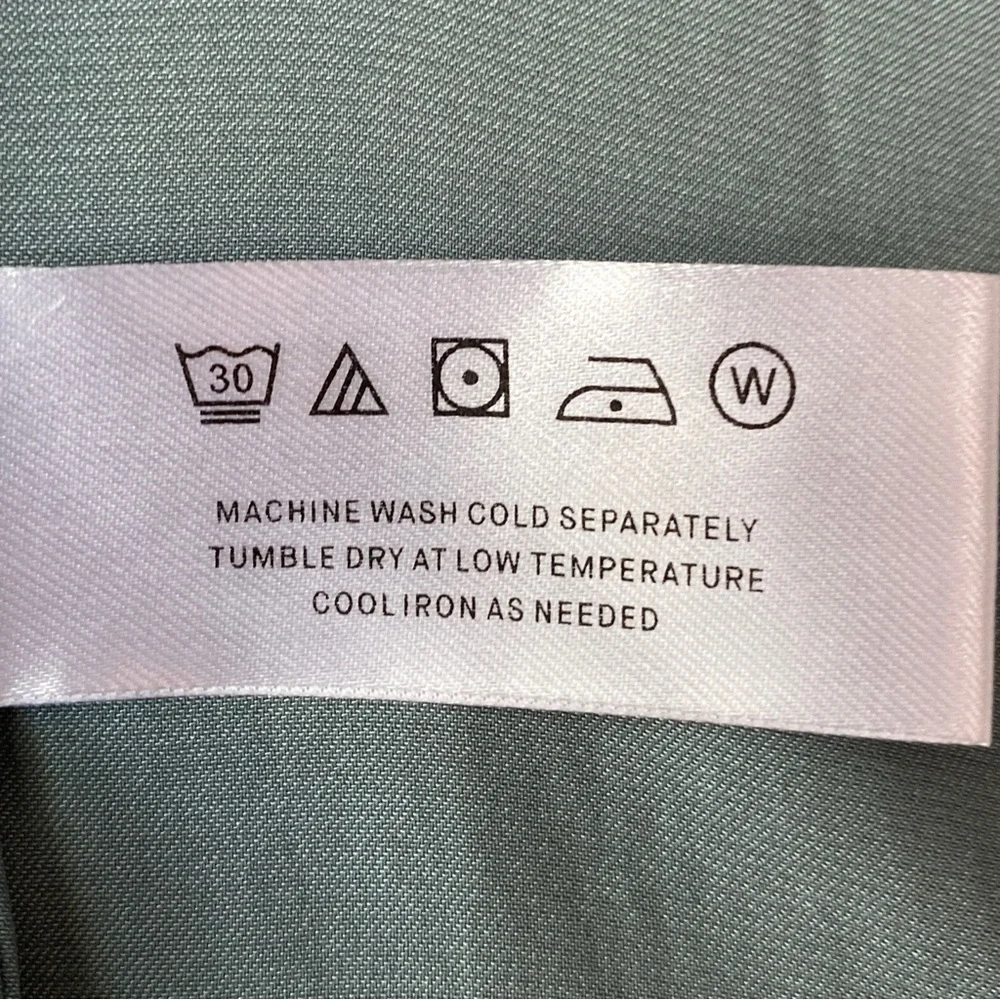 30 W
MACHINE WASH COLD SEPARATELY
TUMBLE DRY AT LOW TEMPERATURE
COOL IRON AS NEEDED